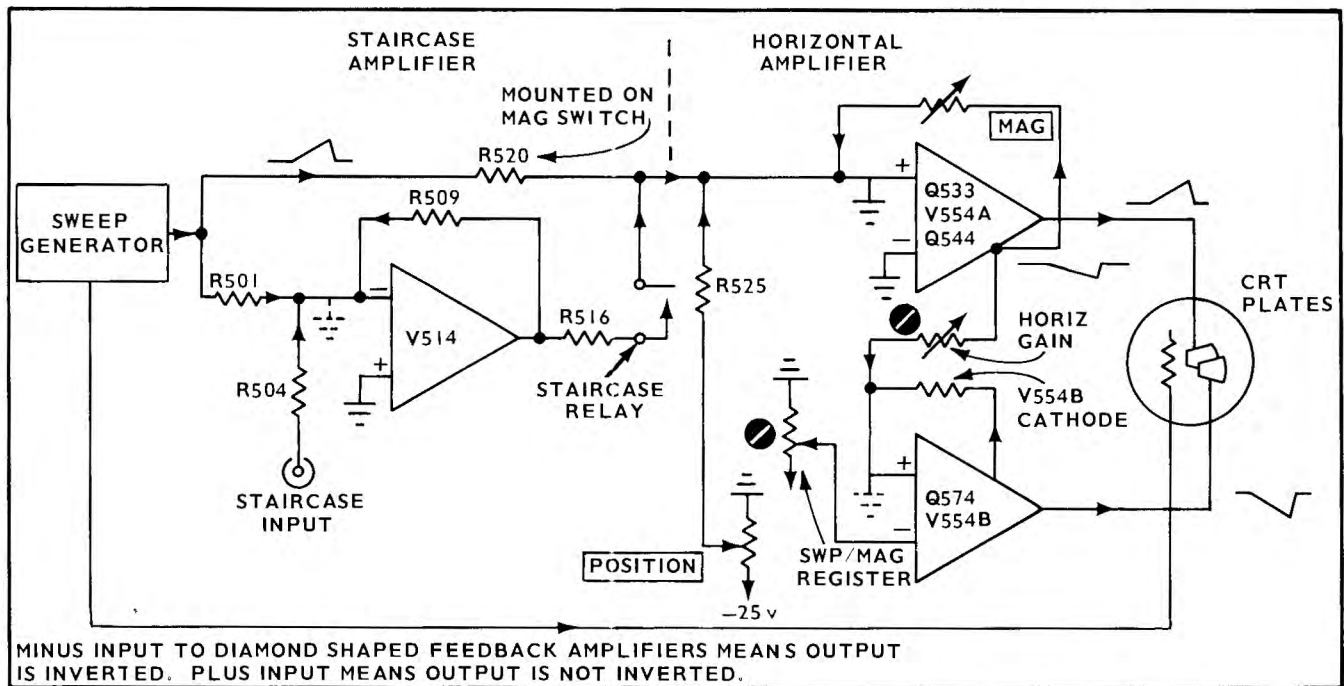 STAIRCASE
AMPLIFIER
HORIZONTAL
AMPLIFIER
MOUNTED ON
MAG SWITCH
R520
MAG
R509
SWEEP
GENERATOR
Q533
V554A
Q544
+
−
R501
−
V514
+
R516
R525
CRT
PLATES
HORIZ
GAIN
R504
STAIRCASE
RELAY
V554B
CATHODE
STAIRCASE
INPUT
+
Q574
V554B
−
POSITION
SWP/MAG
REGISTER
−25 v
MINUS INPUT TO DIAMOND SHAPED FEEDBACK AMPLIFIERS MEANS OUTPUT
IS INVERTED. PLUS INPUT MEANS OUTPUT IS NOT INVERTED.